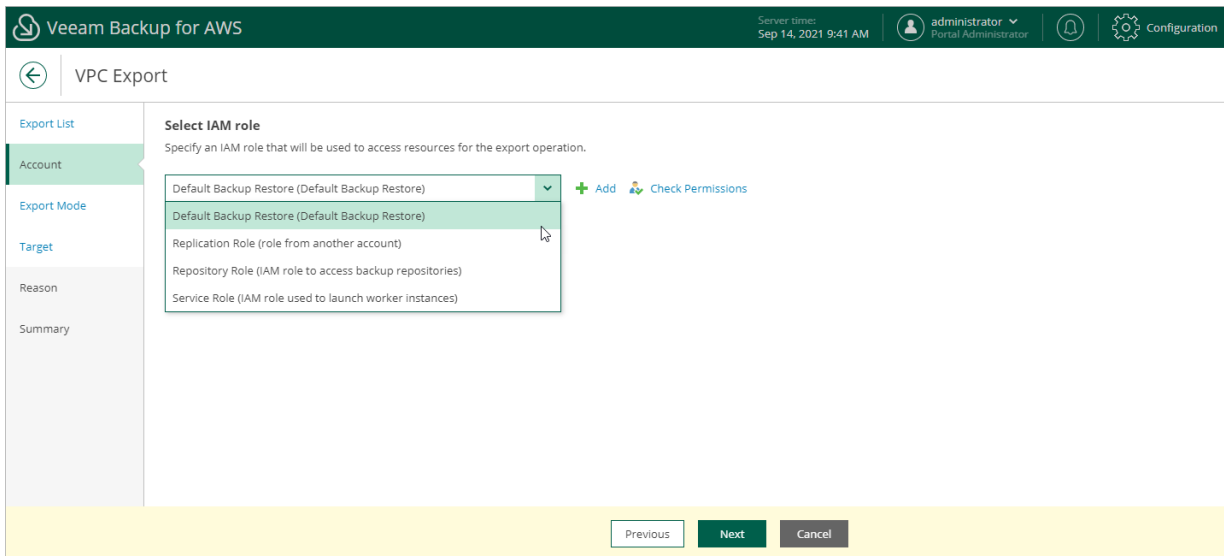 Veeam Backup for AWS
Server time:
Sep 14, 2021 9:41 AM
administrator
Portal Administrator
Configuration
VPC Export
Export List
Account
Export Mode
Target
Reason
Summary
Select IAM role
Specify an IAM role that will be used to access resources for the export operation.
Default Backup Restore (Default Backup Restore)
Add
Check Permissions
Default Backup Restore (Default Backup Restore)
Replication Role (role from another account)
Repository Role (IAM role to access backup repositories)
Service Role (IAM role used to launch worker instances)
Previous
Next
Cancel